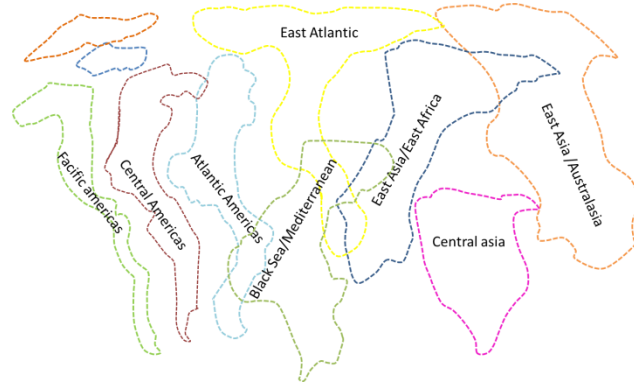 East Atlantic
Facific americas
Central Americas
Atlantic Americas
Black Sea/Mediterranean
East Asia/East Africa
East Asia /Australasia
Central asia